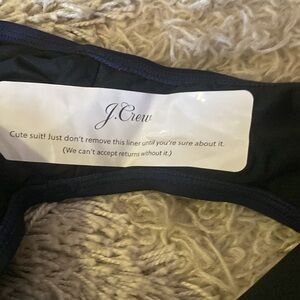 J.Crew
Cute suit! Just don't remove this liner until you're sure about it.
(We can't accept returns without it.)